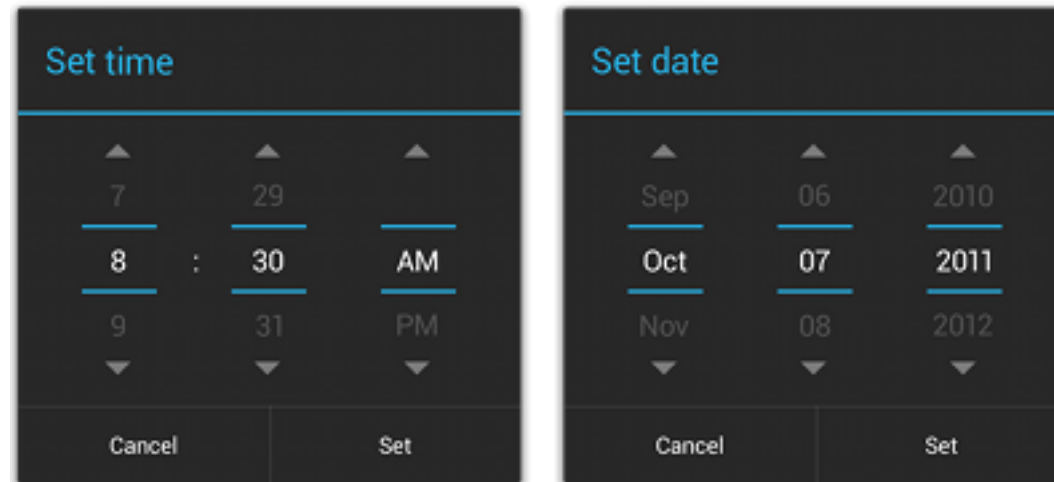 Set time
7 29
8 : 30 AM
9 31 PM
Cancel Set
Set date
Sep 06 2010
Oct 07 2011
Nov 08 2012
Cancel Set